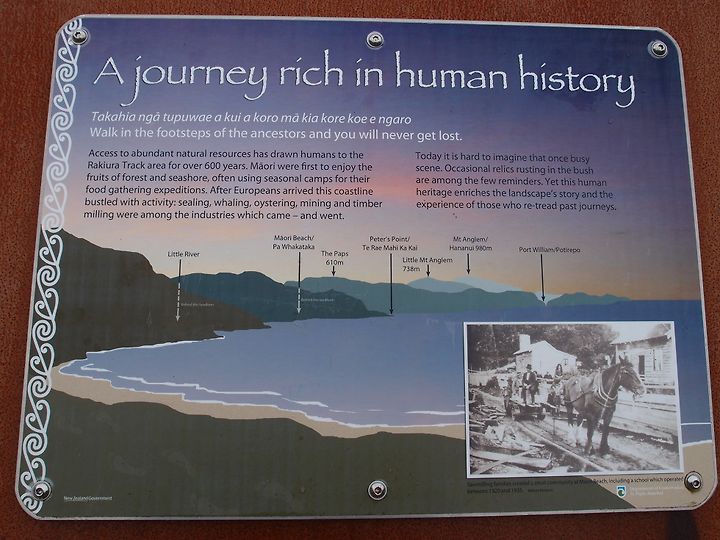 A journey rich in human history
Takahia ngā tupuwae a kui a koro mā kia kore koe e ngaro
Walk in the footsteps of the ancestors and you will never get lost.
Access to abundant natural resources has drawn humans to the
Rakiura Track area for over 600 years. Māori were first to enjoy the
fruits of forest and seashore, often using seasonal camps for their
food gathering expeditions. After Europeans arrived this coastline
bustled with activity: sealing, whaling, oystering, mining and timber
milling were among the industries which came – and went.
Today it is hard to imagine that once busy
scene. Occasional relics rusting in the bush
are among the few reminders. Yet this human
heritage enriches the landscape's story and the
experience of those who re-tread past journeys.
Little River
Māori Beach/
Pa Whakataka
The Paps
610m
Peter's Point/
Te Rae Mahi Ka Kai
Little Mt Anglem
738m
Mt Anglem/
Hananui 980m
Port William/Potirepo
Behind this headland
Behind this headland
Sawmilling families created a small community at Māori Beach, including a school which operated
between 1920 and 1935.
New Zealand Government